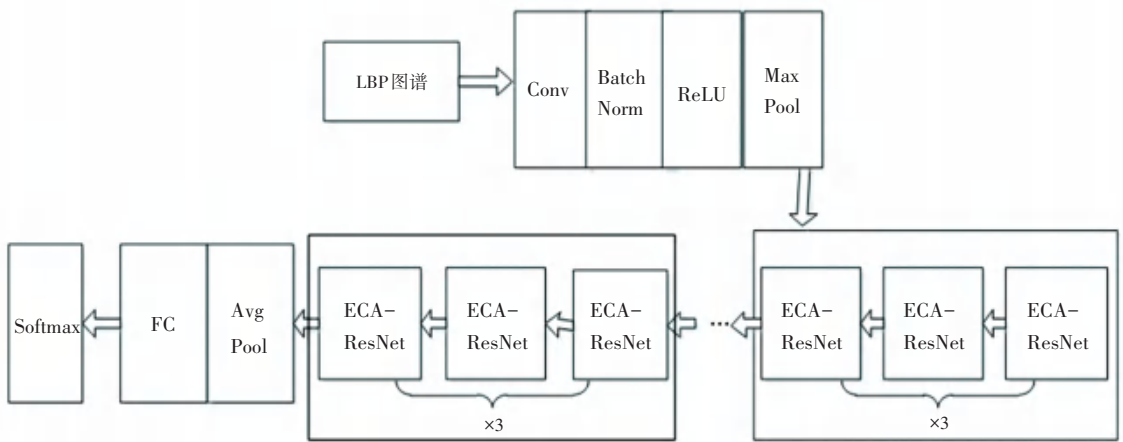 LBP图谱
Conv
Batch
Norm
ReLU
Max
Pool
Softmax
FC
Avg
Pool
ECA-
ResNet
ECA-
ResNet
ECA-
ResNet
×3
···
ECA-
ResNet
ECA-
ResNet
ECA-
ResNet
×3